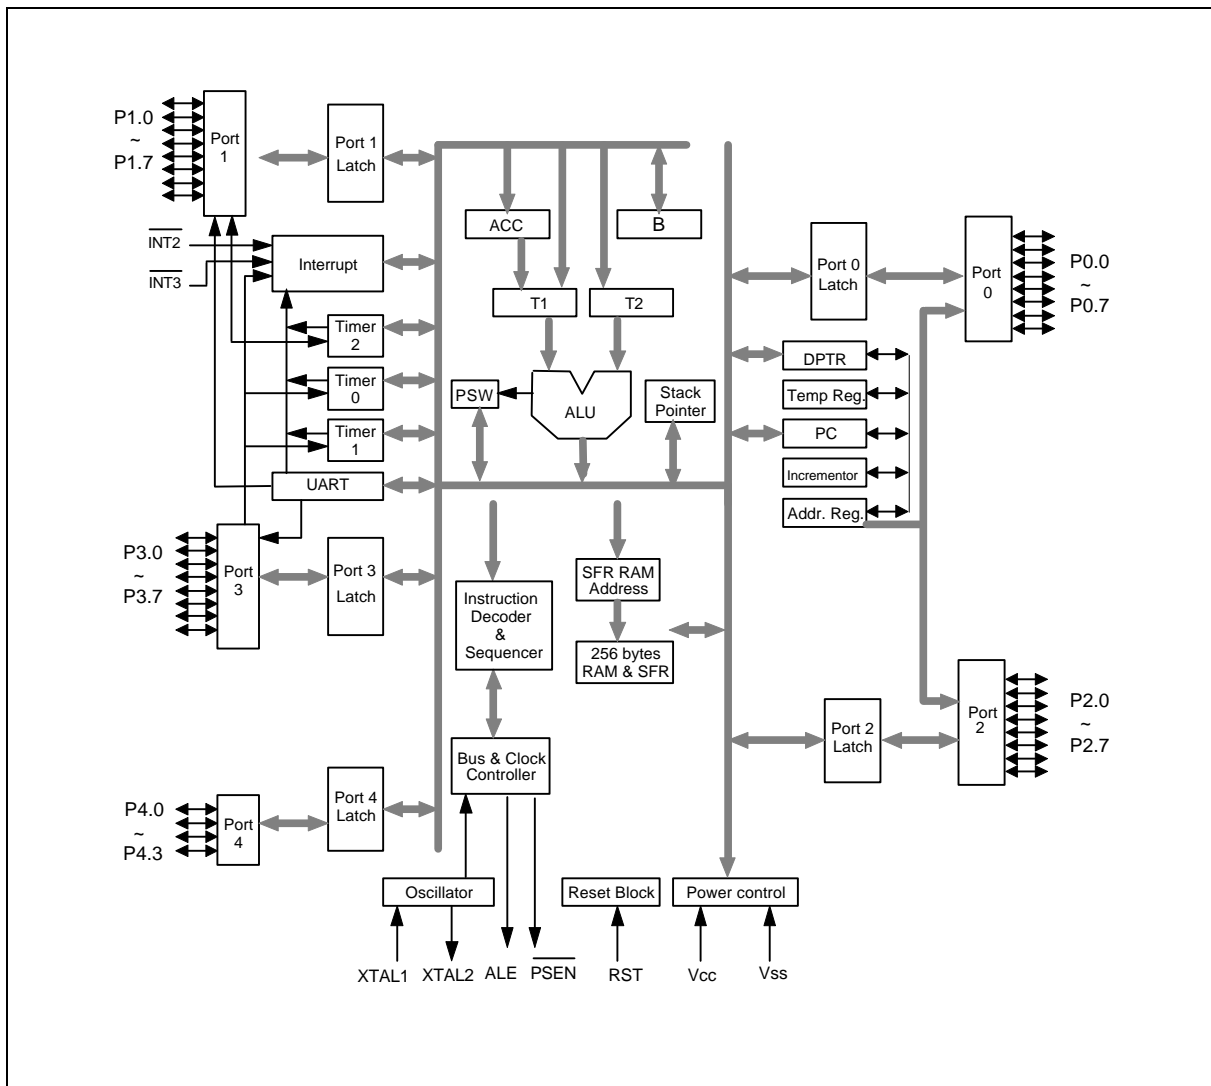 P1.0
~
P1.7
Port
1
Port 1
Latch
INT2
INT3
Interrupt
Timer
2
Timer
0
Timer
1
UART
P3.0
~
P3.7
Port
3
Port 3
Latch
P4.0
~
P4.3
Port
4
Port 4
Latch
ACC
B
T1
T2
PSW
ALU
Stack
Pointer
Instruction
Decoder
&
Sequencer
SFR RAM
Address
256 bytes
RAM & SFR
Bus & Clock
Controller
Oscillator
Reset Block
Power control
XTAL1
XTAL2
ALE
PSEN
RST
Vcc
Vss
Port 0
Latch
Port
0
P0.0
~
P0.7
DPTR
Temp Reg.
PC
Incrementor
Addr. Reg.
Port 2
Latch
Port
2
P2.0
~
P2.7